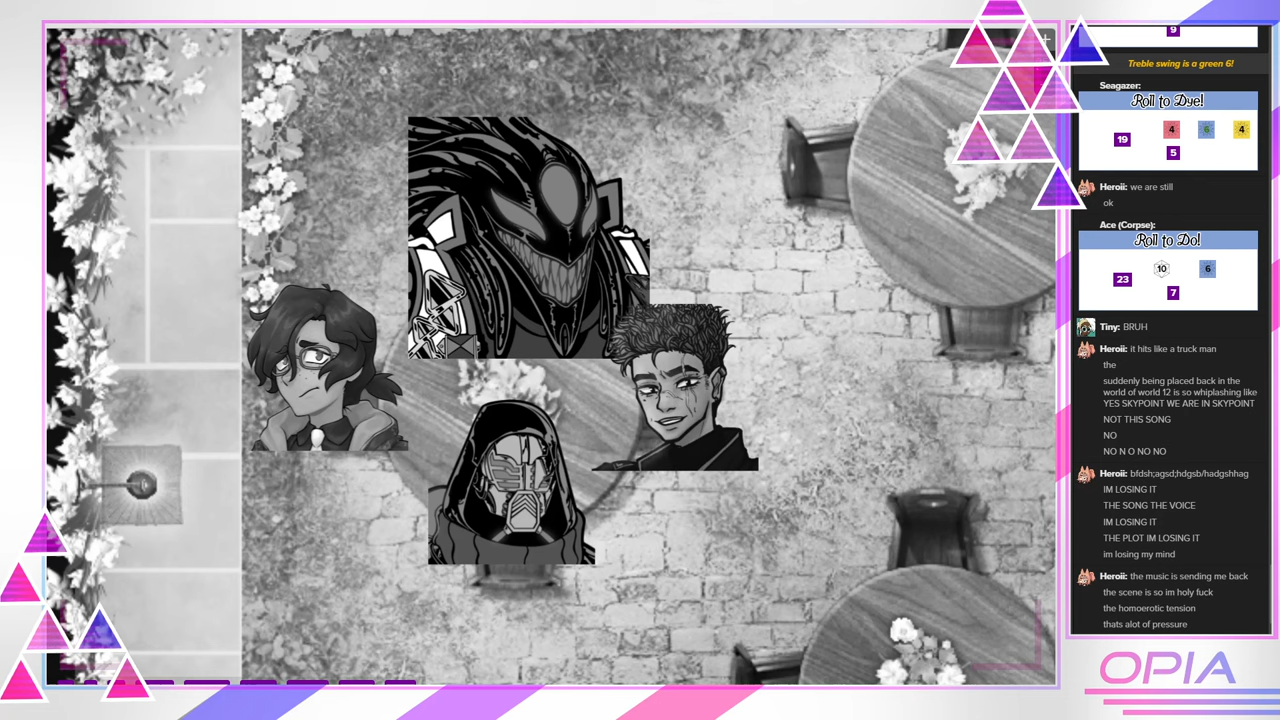 9
Treble swing is a green 6!
Seagazer:
Roll to Dye!
19
4
6
4
5
Heroii: we are still
ok
Ace (Corpse):
Roll to Do!
23
10
6
7
Tiny: BRUH
Heroii: it hits like a truck man
the
suddenly being placed back in the
world of world 12 is so whiplashing like
YES SKYPOINT WE ARE IN SKYPOINT
NOT THIS SONG
NO
NO N O NO NO
Heroii: bfdsh;agsd;hdgsb/hadgshhag
IM LOSING IT
THE SONG THE VOICE
IM LOSING IT
THE PLOT IM LOSING IT
im losing my mind
Heroii: the music is sending me back
the scene is so im holy fuck
the homoerotic tension
thats alot of pressure
OPIA